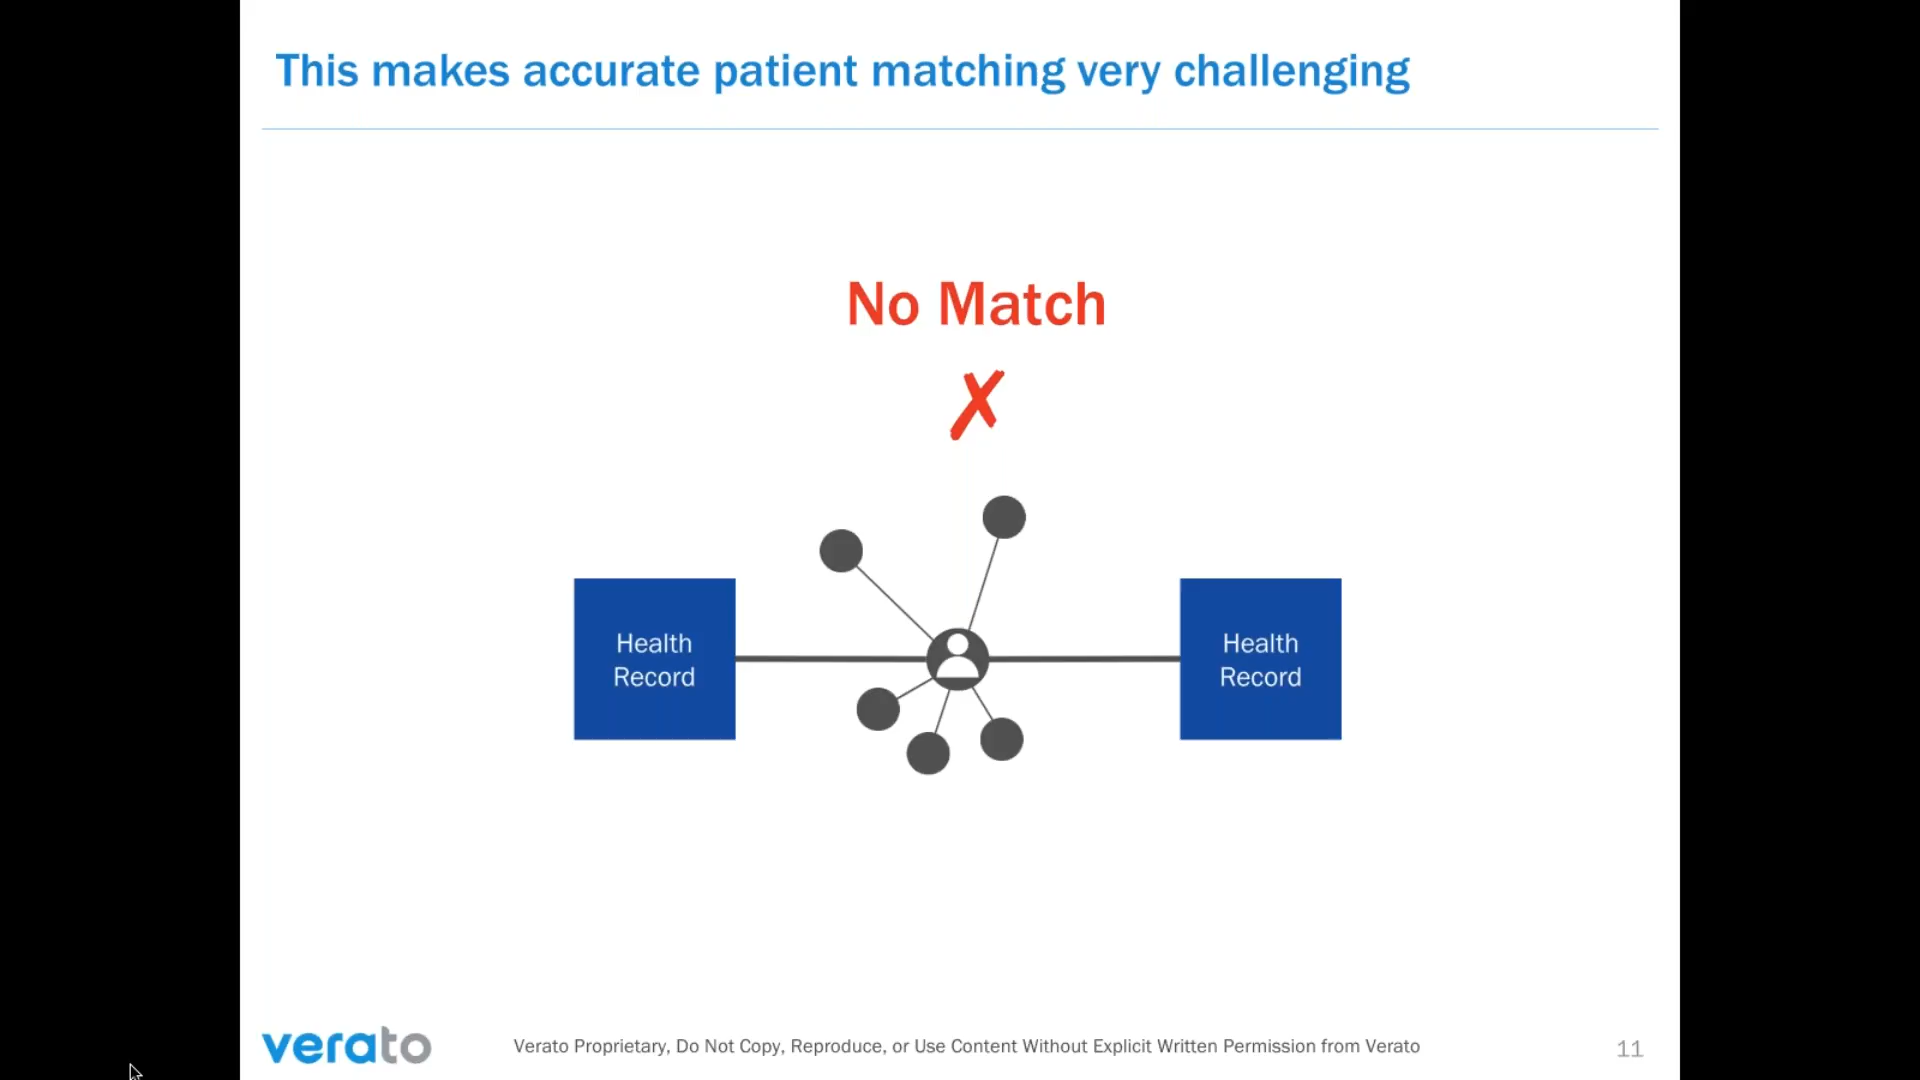 This makes accurate patient matching very challenging
No Match
✗
Health
Record
Health
Record
verato
Verato Proprietary, Do Not Copy, Reproduce, or Use Content Without Explicit Written Permission from Verato
11